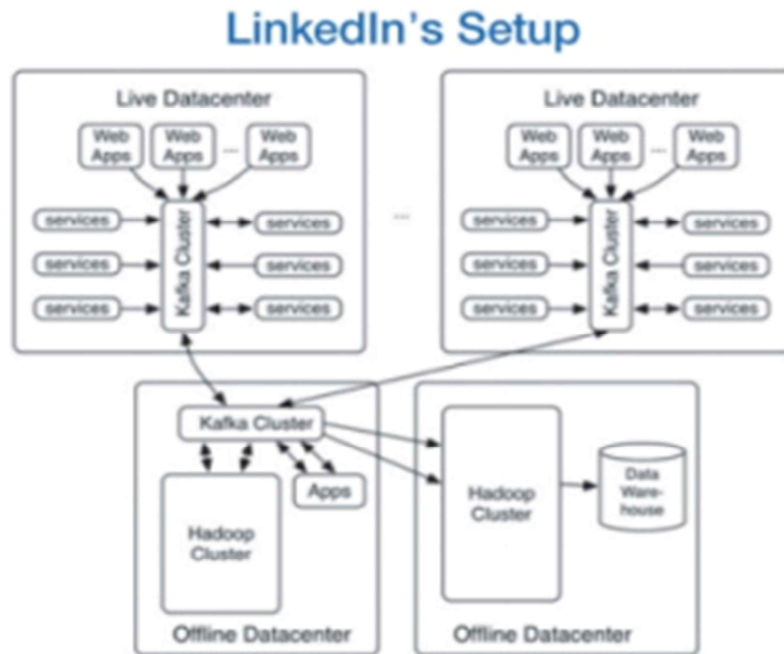 LinkedIn's Setup
Live Datacenter
Web Apps
Web Apps
...
Web Apps
services
services
services
Kafka Cluster
services
services
services
...
Live Datacenter
Web Apps
Web Apps
...
Web Apps
services
services
services
Kafka Cluster
services
services
services
Kafka Cluster
Hadoop
Cluster
Apps
Offline Datacenter
Hadoop
Cluster
Data
Ware-
house
Offline Datacenter